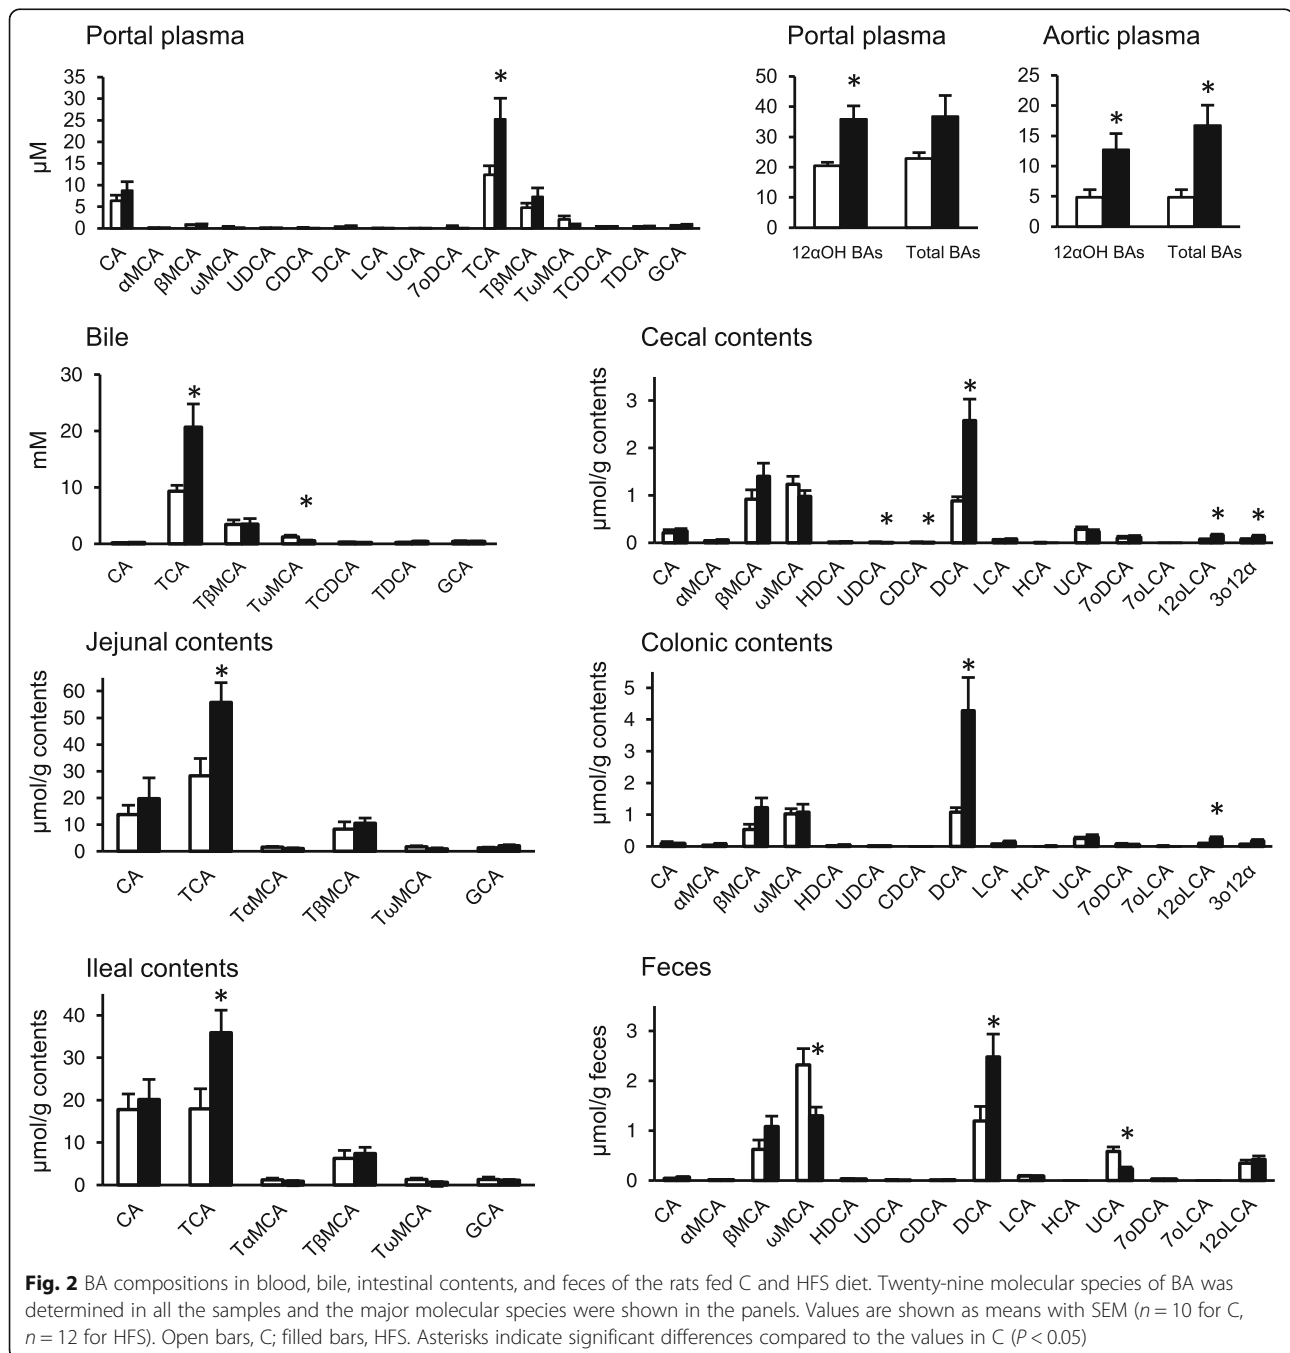 Portal plasma
µM
35
30
25
20
15
10
5
0
*
CA αMCA βMCA ωMCA UDCA CDCA DCA LCA UCA 7oDCA TCA TβMCA TωMCA TCDCA TDCA GCA
Portal plasma
50
40
30
20
10
0
*
12αOH BAs Total BAs
Aortic plasma
25
20
15
10
5
0
* *
12αOH BAs Total BAs
Bile
mM
30
20
10
0
* *
CA TCA TβMCA TωMCA TCDCA TDCA GCA
Cecal contents
µmol/g contents
3
2
1
0
* * * * *
CA αMCA βMCA ωMCA HDCA UDCA CDCA DCA LCA HCA UCA 7oDCA 7oLCA 12oLCA 3o12α
Jejunal contents
µmol/g contents
60
50
40
30
20
10
0
*
CA TCA TαMCA TβMCA TωMCA GCA
Colonic contents
µmol/g contents
5
4
3
2
1
0
* *
CA αMCA βMCA ωMCA HDCA UDCA CDCA DCA LCA HCA UCA 7oDCA 7oLCA 12oLCA 3o12α
Ileal contents
µmol/g contents
40
30
20
10
0
*
CA TCA TαMCA TβMCA TωMCA GCA
Feces
µmol/g feces
3
2
1
0
* * *
CA αMCA βMCA ωMCA HDCA UDCA CDCA DCA LCA HCA UCA 7oDCA 7oLCA 12oLCA
Fig. 2 BA compositions in blood, bile, intestinal contents, and feces of the rats fed C and HFS diet. Twenty-nine molecular species of BA was
determined in all the samples and the major molecular species were shown in the panels. Values are shown as means with SEM (n = 10 for C,
n = 12 for HFS). Open bars, C; filled bars, HFS. Asterisks indicate significant differences compared to the values in C (P < 0.05)